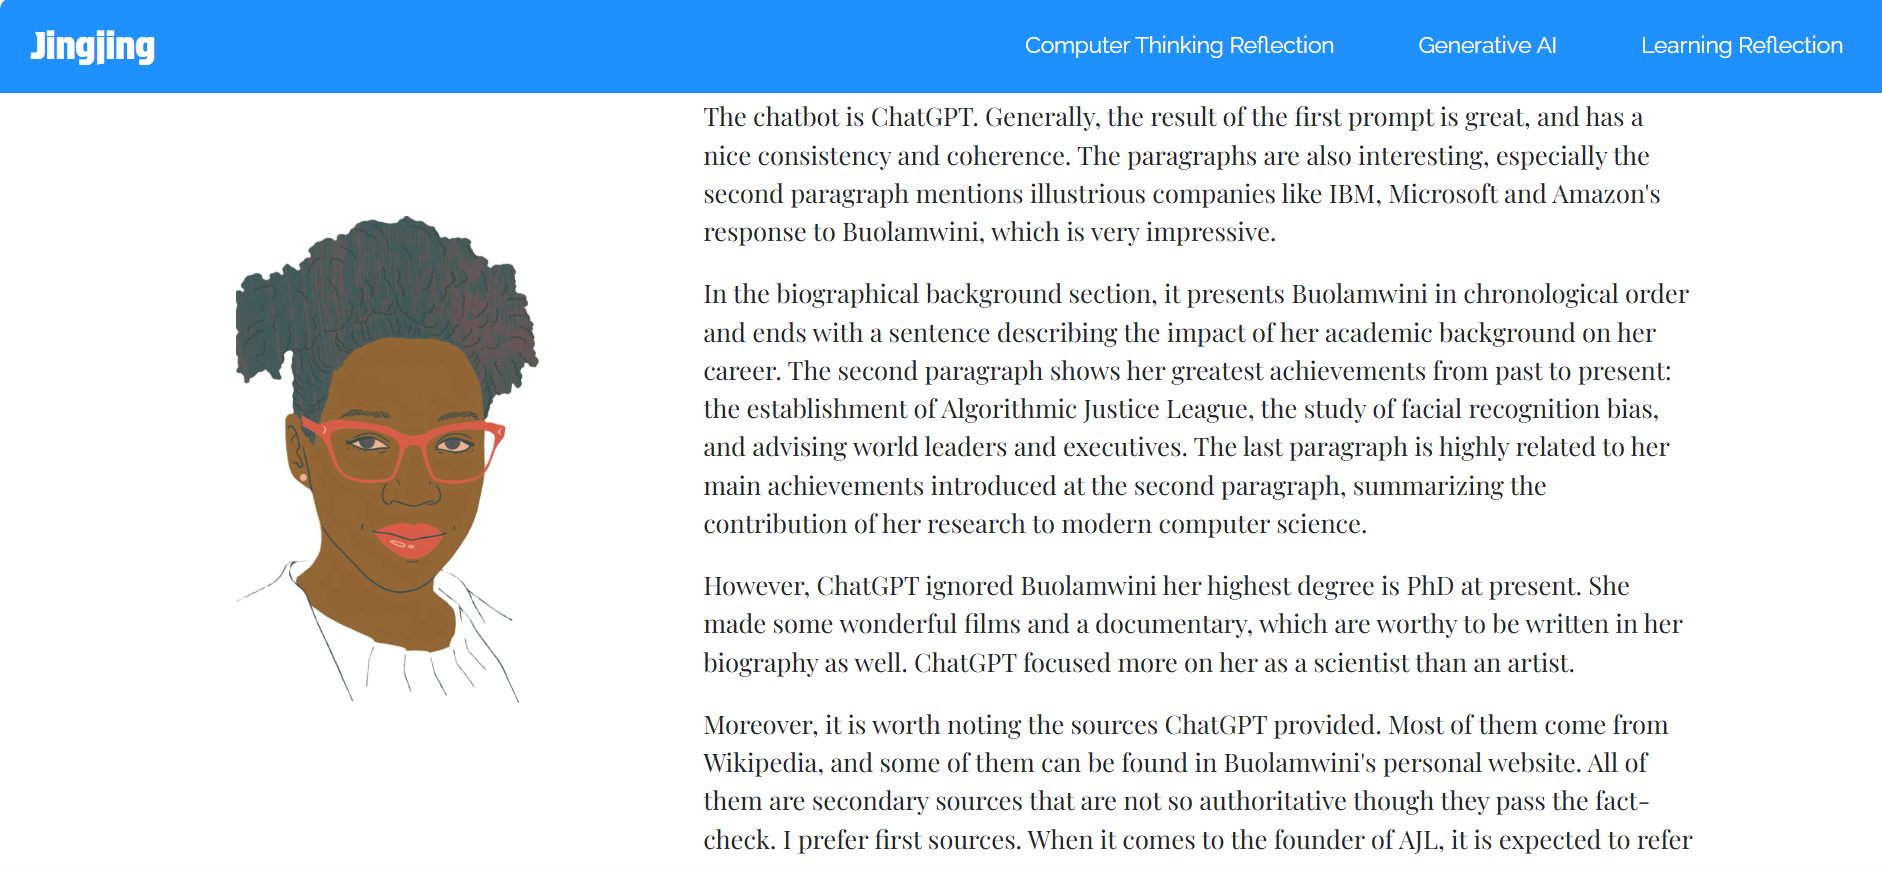 Jingjing
Computer Thinking Reflection
Generative AI
Learning Reflection
The chatbot is ChatGPT. Generally, the result of the first prompt is great, and has a
nice consistency and coherence. The paragraphs are also interesting, especially the
second paragraph mentions illustrious companies like IBM, Microsoft and Amazon's
response to Buolamwini, which is very impressive.
In the biographical background section, it presents Buolamwini in chronological order
and ends with a sentence describing the impact of her academic background on her
career. The second paragraph shows her greatest achievements from past to present:
the establishment of Algorithmic Justice League, the study of facial recognition bias,
and advising world leaders and executives. The last paragraph is highly related to her
main achievements introduced at the second paragraph, summarizing the
contribution of her research to modern computer science.
However, ChatGPT ignored Buolamwini her highest degree is PhD at present. She
made some wonderful films and a documentary, which are worthy to be written in her
biography as well. ChatGPT focused more on her as a scientist than an artist.
Moreover, it is worth noting the sources ChatGPT provided. Most of them come from
Wikipedia, and some of them can be found in Buolamwini's personal website. All of
them are secondary sources that are not so authoritative though they pass the fact-
check. I prefer first sources. When it comes to the founder of AJL, it is expected to refer